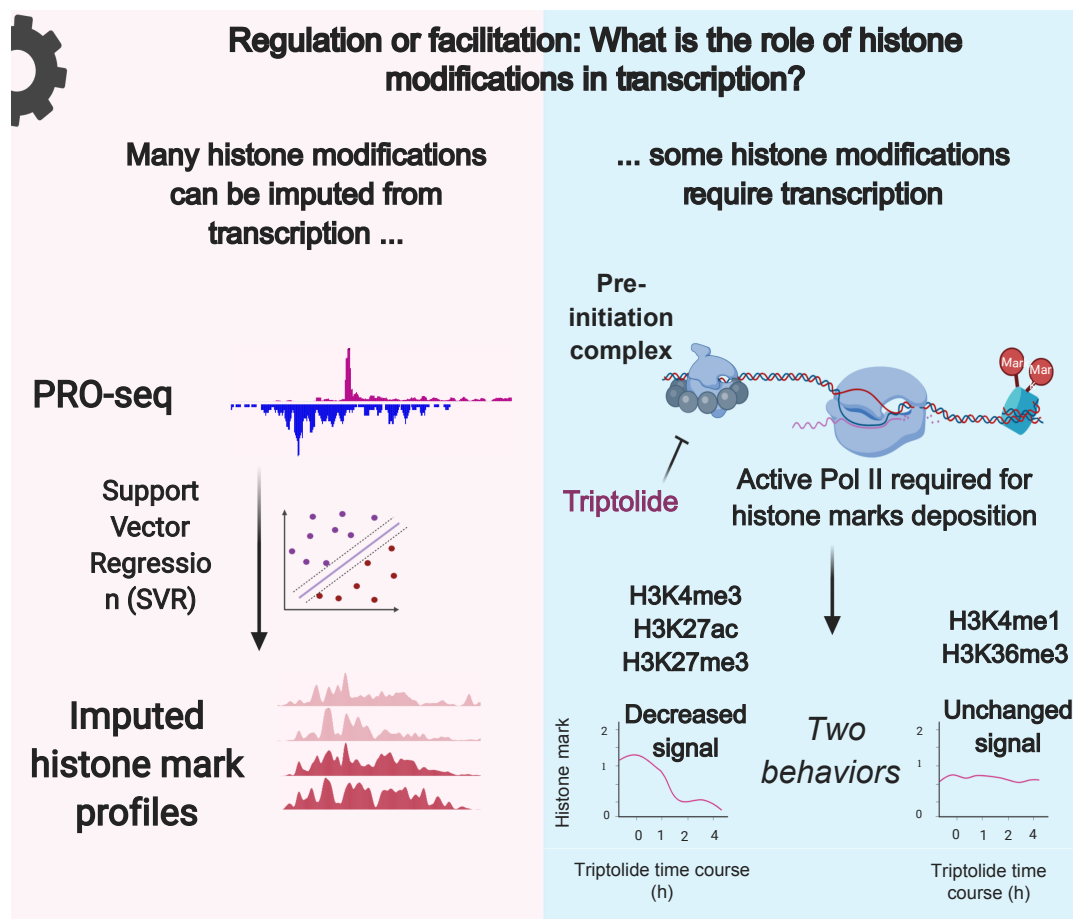 Regulation or facilitation: What is the role of histone
modifications in transcription?
Many histone modifications
can be imputed from
transcription ...
... some histone modifications
require transcription
PRO-seq
Support
Vector
Regressio
n (SVR)
Imputed
histone mark
profiles
Pre-
initiation
complex
Mar
Mar
Triptolide
Active Pol II required for
histone marks deposition
H3K4me3
H3K27ac
H3K27me3
H3K4me1
H3K36me3
Decreased
signal
Histone mark
2
1
0
0 1 2 4
Triptolide time course
(h)
Two
behaviors
Unchanged
signal
2
1
0
0 1 2 4
Triptolide time
course (h)